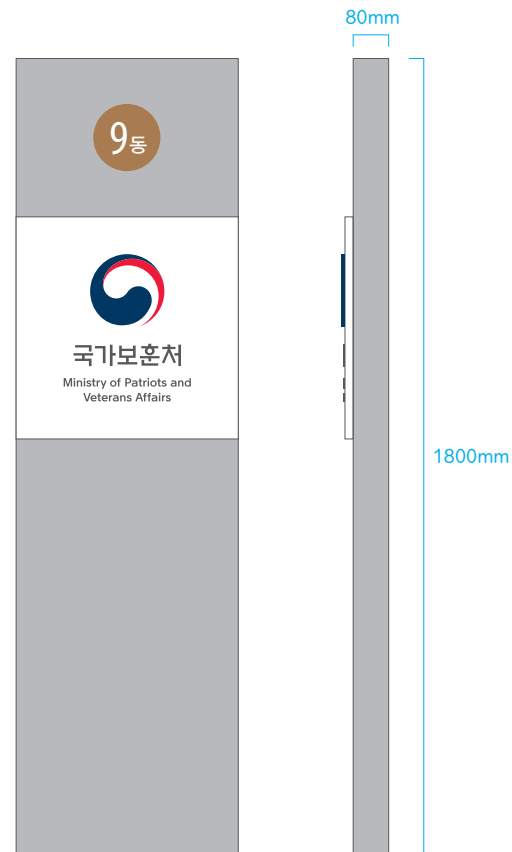 80mm
9동
국가보훈처
Ministry of Patriots and
Veterans Affairs
1800mm